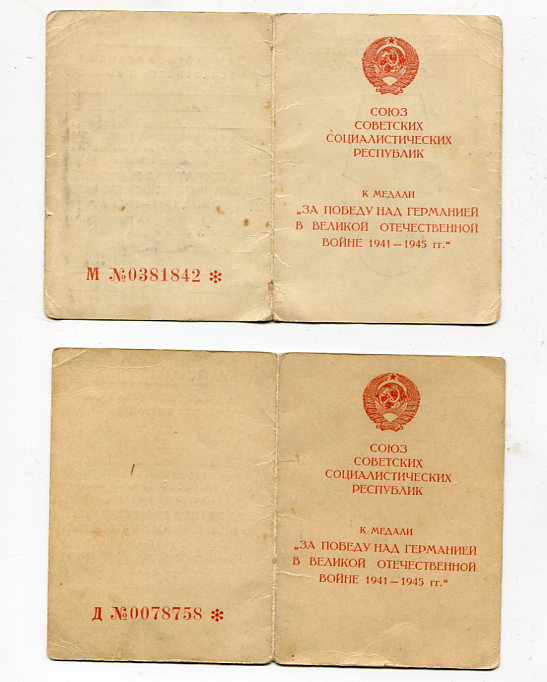 М №0381842 *
СОЮЗ
СОВЕТСКИХ
СОЦИАЛИСТИЧЕСКИХ
РЕСПУБЛИК
К МЕДАЛИ
„ЗА ПОБЕДУ НАД ГЕРМАНИЕЙ
В ВЕЛИКОЙ ОТЕЧЕСТВЕННОЙ
ВОЙНЕ 1941—1945 гг.“
Д №0078758 *
СОЮЗ
СОВЕТСКИХ
СОЦИАЛИСТИЧЕСКИХ
РЕСПУБЛИК
К МЕДАЛИ
„ЗА ПОБЕДУ НАД ГЕРМАНИЕЙ
В ВЕЛИКОЙ ОТЕЧЕСТВЕННОЙ
ВОЙНЕ 1941—1945 гг.“